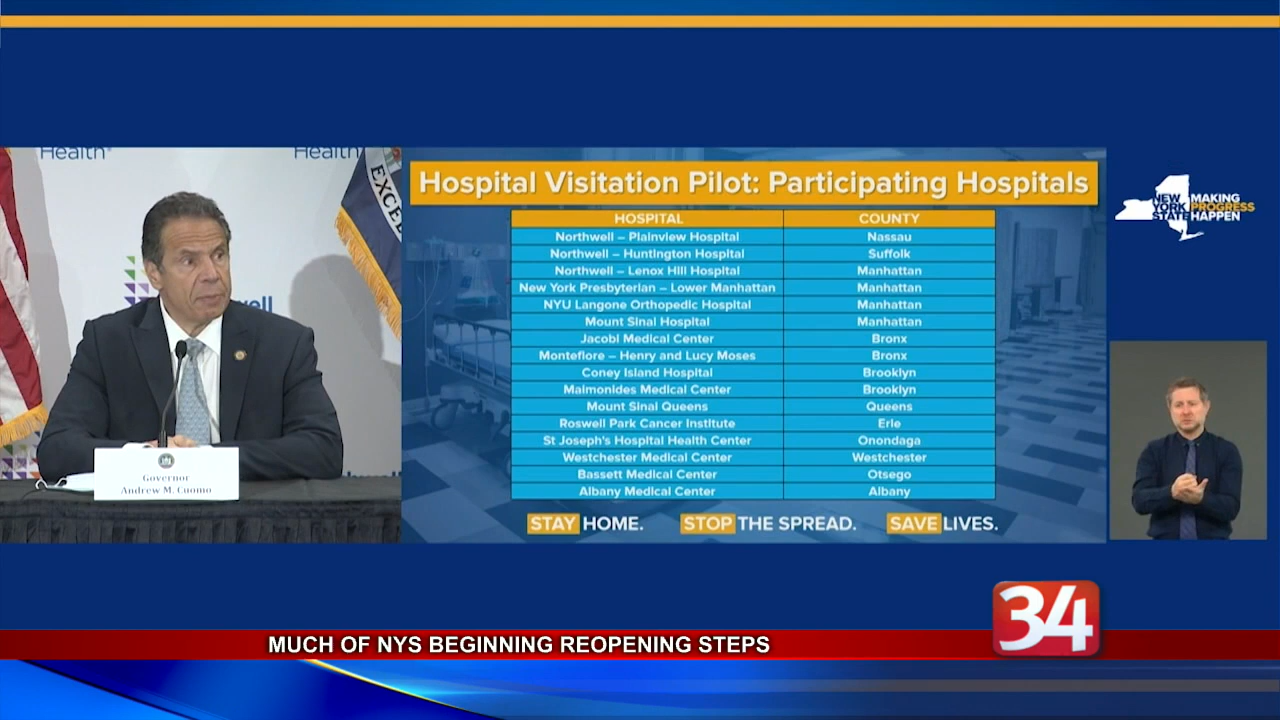 Health
Health
EXCEL
Governor
Andrew M. Cuomo
Hospital Visitation Pilot: Participating Hospitals
HOSPITAL COUNTY
Northwell – Plainview Hospital Nassau
Northwell – Huntington Hospital Suffolk
Northwell – Lenox Hill Hospital Manhattan
New York Presbyterian – Lower Manhattan Manhattan
NYU Langone Orthopedic Hospital Manhattan
Mount Sinai Hospital Manhattan
Jacobi Medical Center Bronx
Montefiore – Henry and Lucy Moses Bronx
Coney Island Hospital Brooklyn
Maimonides Medical Center Brooklyn
Mount Sinai Queens Queens
Roswell Park Cancer Institute Erie
St Joseph's Hospital Health Center Onondaga
Westchester Medical Center Westchester
Bassett Medical Center Otsego
Albany Medical Center Albany
STAY HOME. STOP THE SPREAD. SAVE LIVES.
NEW YORK STATE
MAKING
PROGRESS
HAPPEN
34
MUCH OF NYS BEGINNING REOPENING STEPS